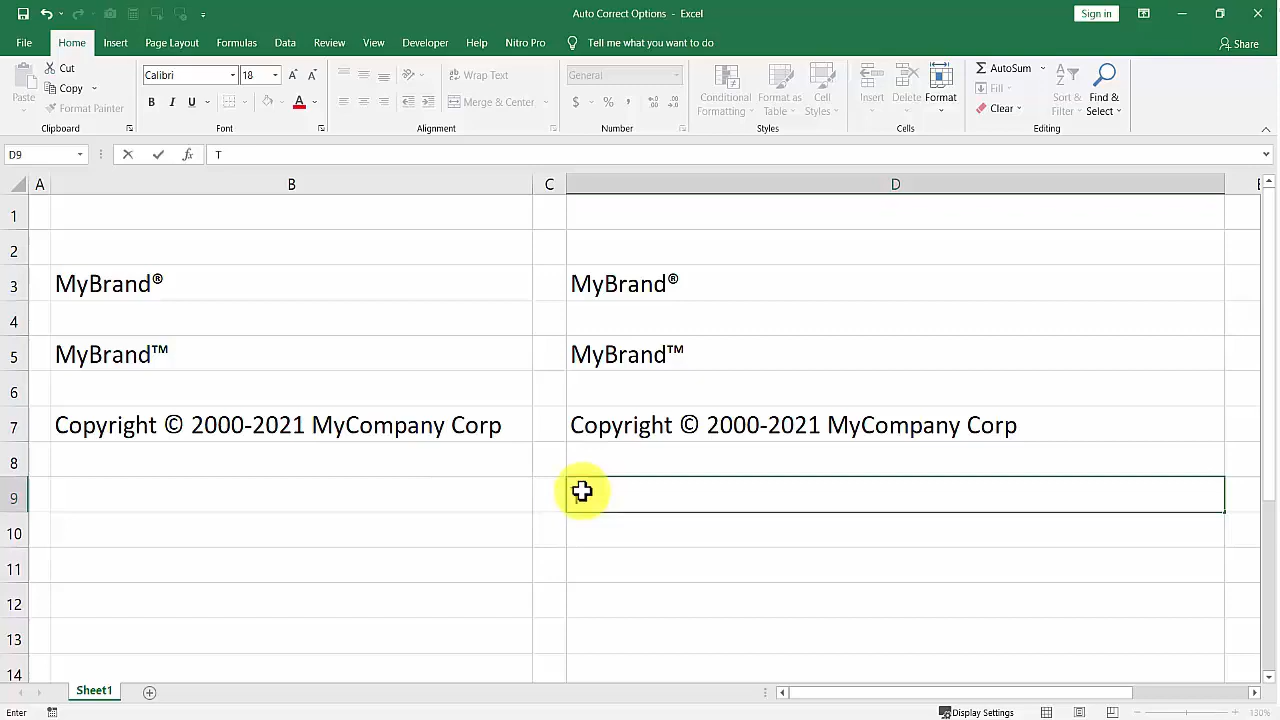 Auto Correct Options - Excel
Sign in
File Home Insert Page Layout Formulas Data Review View Developer Help Nitro Pro Tell me what you want to do Share
Paste
Cut
Copy
Format Painter
Clipboard
Calibri 18
B I U
Font
Wrap Text
Merge & Center
Alignment
General
$ % ,
Number
Conditional Formatting
Format as Table
Cell Styles
Styles
Insert
Delete
Format
Cells
AutoSum
Fill
Clear
Sort & Filter
Find & Select
Editing
D9 fx T
A B C D E
1
2
3 MyBrand® MyBrand®
4
5 MyBrand™ MyBrand™
6
7 Copyright © 2000-2021 MyCompany Corp Copyright © 2000-2021 MyCompany Corp
8
9
10
11
12
13
14
Sheet1
Enter Display Settings 130%